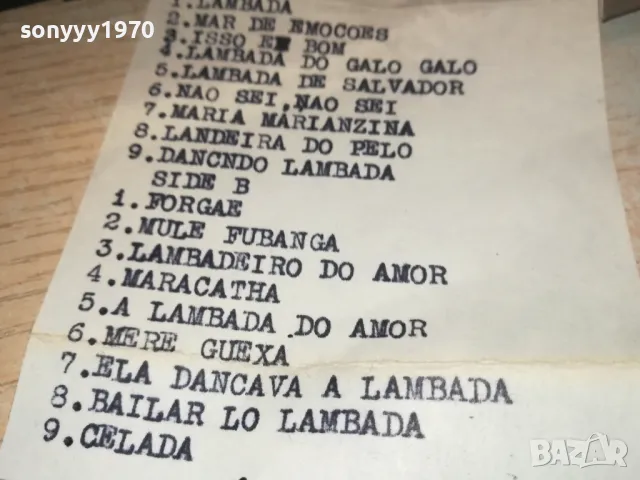 sonyyy1970
1.LAMBADA
2.MAR DE EMOCOES
3.ISSO E BOM
4.LAMBADA DO GALO GALO
5.LAMBADA DE SALVADOR
6.NAO SEI,NAO SEI
7.MARIA MARIANZINA
8.LANDEIRA DO PELO
9.DANCNDO LAMBADA
SIDE B
1.FORGAE
2.MULE FUBANGA
3.LAMBADEIRO DO AMOR
4.MARACATHA
5.A LAMBADA DO AMOR
6.MERE GUEXA
7.ELA DANCAVA A LAMBADA
8.BAILAR LO LAMBADA
9.CELADA
BAZAR